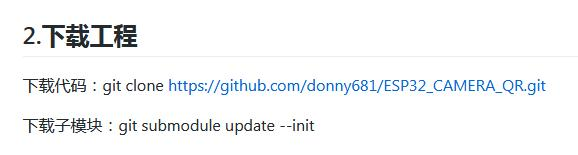 2.下载工程
下载代码：git clone https://github.com/donny681/ESP32_CAMERA_QR.git
下载子模块：git submodule update --init